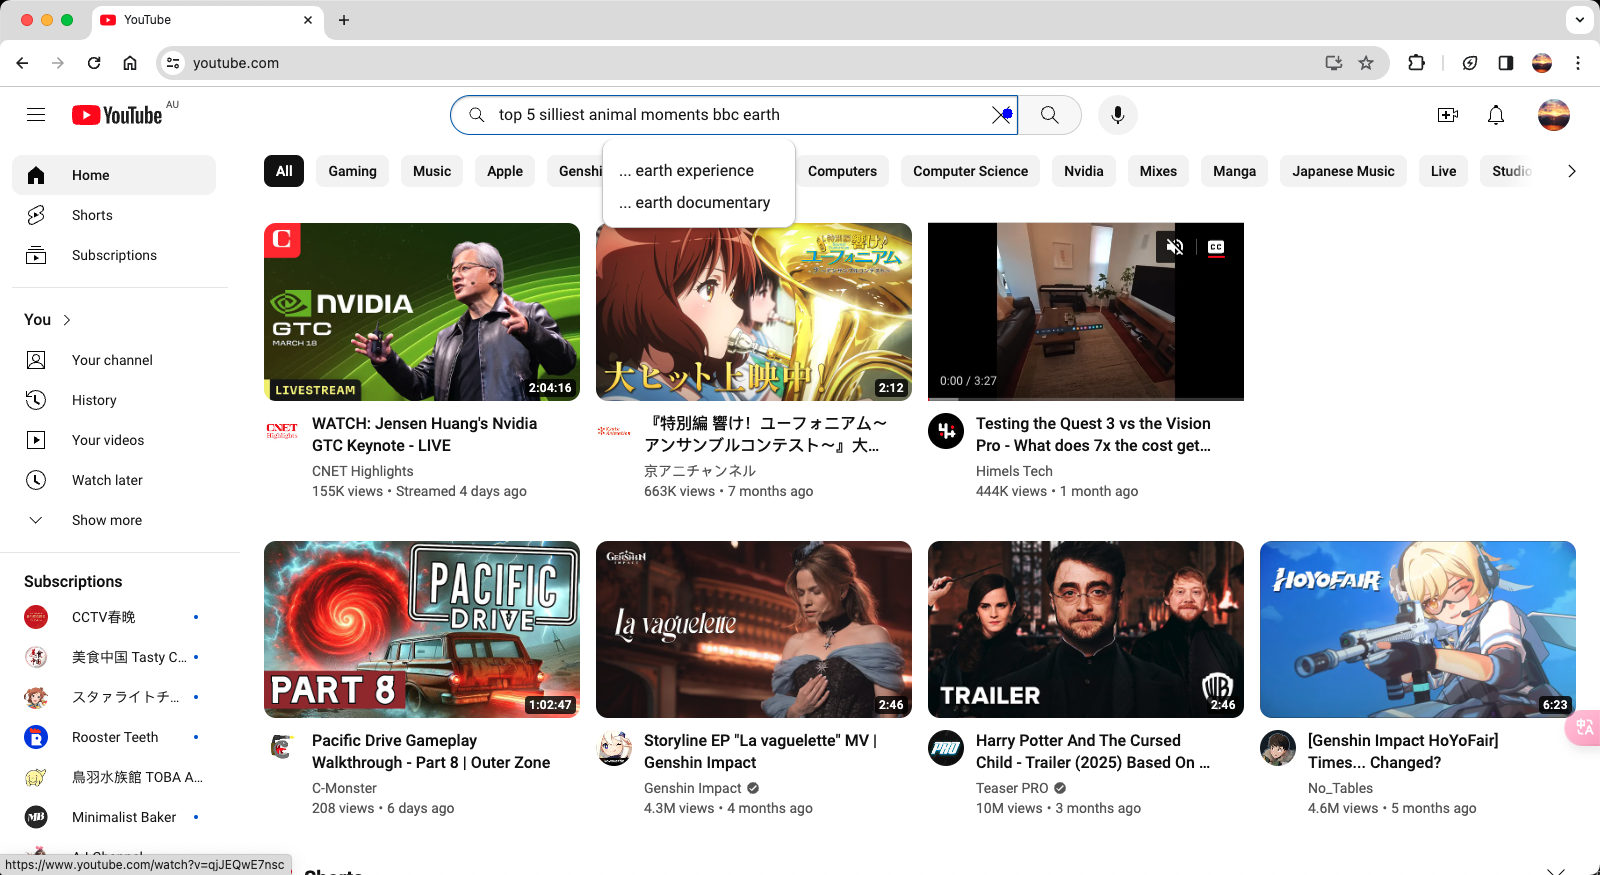 YouTube
youtube.com
YouTube AU
top 5 silliest animal moments bbc earth
... earth experience
... earth documentary
All
Gaming
Music
Apple
Genshi
Computers
Computer Science
Nvidia
Mixes
Manga
Japanese Music
Live
Studio
Home
Shorts
Subscriptions
You
Your channel
History
Your videos
Watch later
Show more
Subscriptions
CCTV春晚
美食中国 Tasty C...
スタァライトチ...
Rooster Teeth
鳥羽水族館 TOBA A...
Minimalist Baker
https://www.youtube.com/watch?v=qjJEQwE7nsc
C
NVIDIA
GTC
MARCH 18
LIVESTREAM
2:04:16
CNET
Highlights
WATCH: Jensen Huang's Nvidia
GTC Keynote - LIVE
CNET Highlights
155K views • Streamed 4 days ago
特別編 響け!
ユーフォニアム
大ヒット上映中!
2:12
『特別編 響け！ユーフォニアム〜
アンサンブルコンテスト〜』大...
京アニチャンネル
663K views • 7 months ago
CC
0:00 / 3:27
Testing the Quest 3 vs the Vision
Pro - What does 7x the cost get...
Himels Tech
444K views • 1 month ago
PACIFIC
DRIVE
PART 8
1:02:47
Pacific Drive Gameplay
Walkthrough - Part 8 | Outer Zone
C-Monster
208 views • 6 days ago
GENSHIN
IMPACT
La vaguelette
2:46
Storyline EP "La vaguelette" MV |
Genshin Impact
Genshin Impact
4.3M views • 4 months ago
TRAILER
WB
2:46
PRO
Harry Potter And The Cursed
Child - Trailer (2025) Based On ...
Teaser PRO
10M views • 3 months ago
HOYOFAIR
6:23
[Genshin Impact HoYoFair]
Times... Changed?
No_Tables
4.6M views • 5 months ago
MB
中
A
Shorts